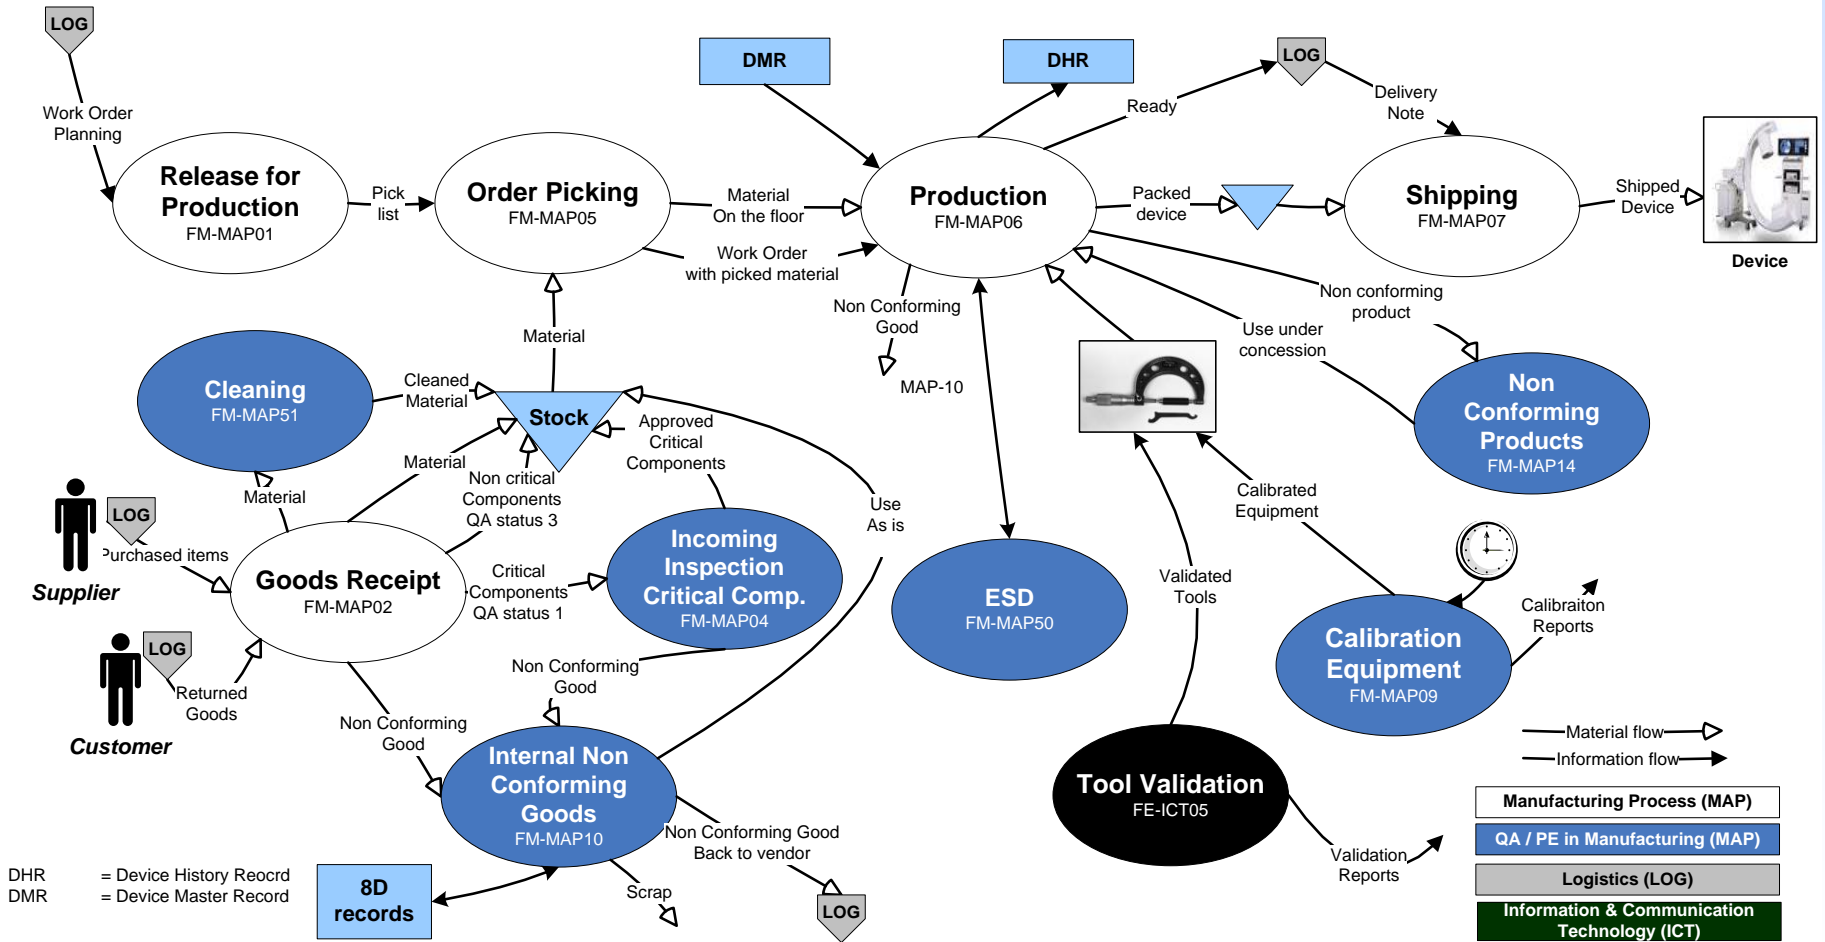 LOG
Work Order
Planning
Release for
Production
FM-MAP01
Pick
list
Order Picking
FM-MAP05
Material
On the floor
Work Order
with picked material
DMR
DHR
Production
FM-MAP06
Ready
LOG
Delivery
Note
Packed
device
Shipping
FM-MAP07
Shipped
Device
Device
Non Conforming
Good
MAP-10
Non conforming
product
Use under
concession
Non
Conforming
Products
FM-MAP14
Material
Cleaning
FM-MAP51
Cleaned
Material
Stock
Approved
Critical
Components
Material
Non critical
Components
QA status 3
Material
Use
As is
LOG
Purchased items
Supplier
Goods Receipt
FM-MAP02
Critical
Components
QA status 1
Incoming
Inspection
Critical Comp.
FM-MAP04
LOG
Returned
Goods
Customer
Non Conforming
Good
Non Conforming
Good
Internal Non
Conforming
Goods
FM-MAP10
Non Conforming Good
Back to vendor
LOG
Scrap
8D
records
ESD
FM-MAP50
Validated
Tools
Calibrated
Equipment
Calibration
Equipment
FM-MAP09
Calibraiton
Reports
Tool Validation
FE-ICT05
Validation
Reports
Material flow
Information flow
Manufacturing Process (MAP)
QA / PE in Manufacturing (MAP)
Logistics (LOG)
Information & Communication
Technology (ICT)
DHR = Device History Reocrd
DMR = Device Master Record